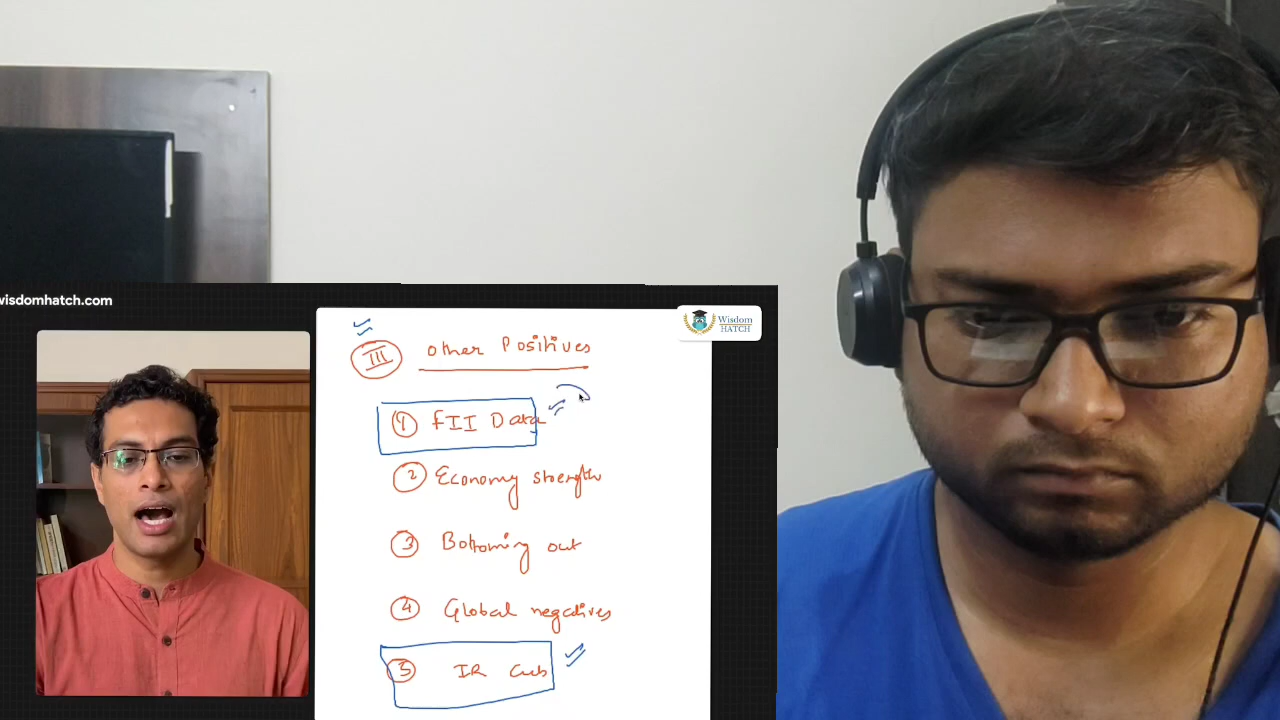 wisdomhatch.com
Wisdom
HATCH
III Other Positives
1 FII Data
2 Economy strength
3 Bottoming out
4 Global negatives
5 IR Cuts